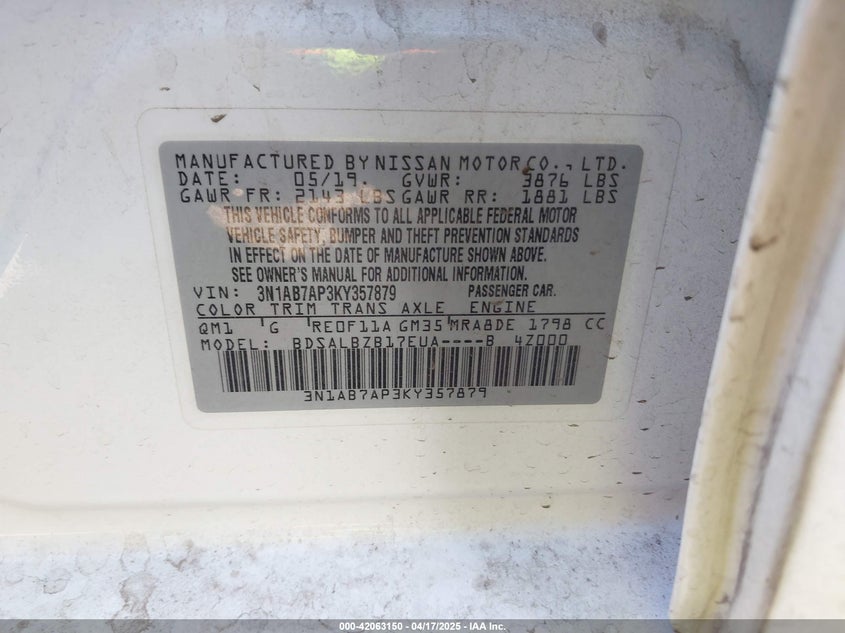 MANUFACTURED BY NISSAN MOTOR CO., LTD.
DATE: 05/19 GVWR: 3876 LBS
GAWR FR: 2143 LBS GAWR RR: 1881 LBS
THIS VEHICLE CONFORMS TO ALL APPLICABLE FEDERAL MOTOR
VEHICLE SAFETY, BUMPER AND THEFT PREVENTION STANDARDS
IN EFFECT ON THE DATE OF MANUFACTURE SHOWN ABOVE.
SEE OWNER'S MANUAL FOR ADDITIONAL INFORMATION.
VIN: 3N1AB7AP3KY357879 PASSENGER CAR.
COLOR TRIM TRANS AXLE ENGINE
QM1 G RE0F11A GM35 MRA8DE 1798 CC
MODEL: BDSALBZB17EUA----B 4Z000
3N1AB7AP3KY357879
000-42063150 | 04/17/2025 - IAA Inc.